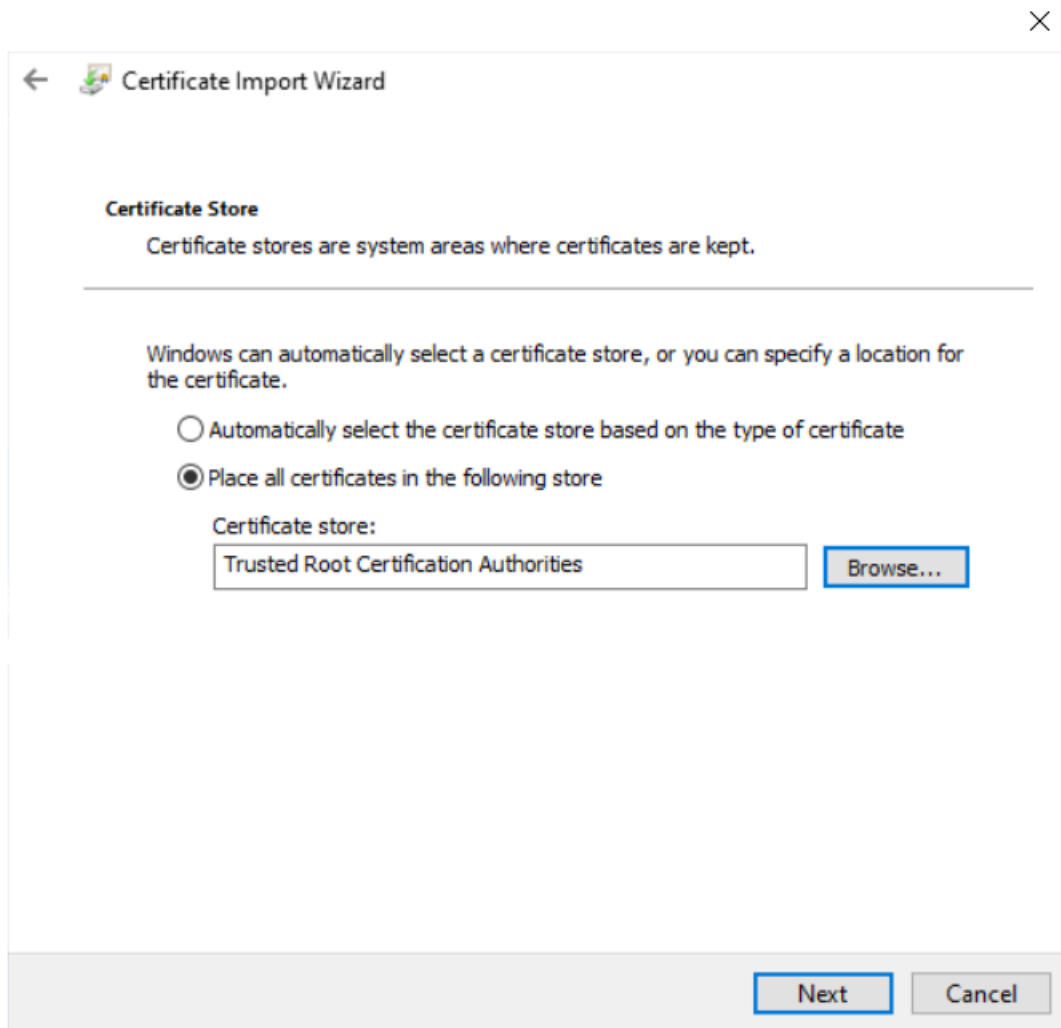 Certificate Import Wizard
Certificate Store
Certificate stores are system areas where certificates are kept.
Windows can automatically select a certificate store, or you can specify a location for
the certificate.
Automatically select the certificate store based on the type of certificate
Place all certificates in the following store
Certificate store:
Trusted Root Certification Authorities
Browse...
Next
Cancel